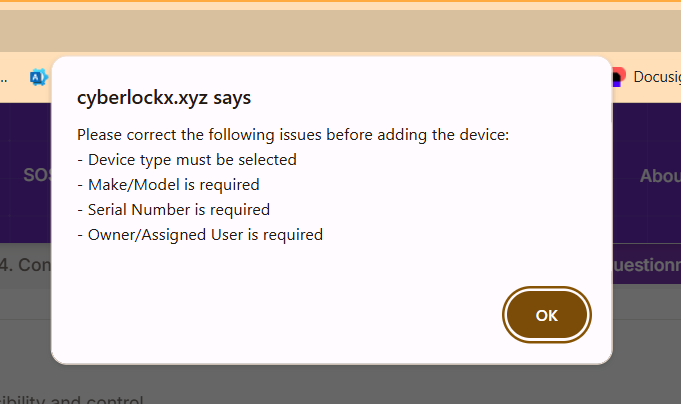 ...
Docusig
cyberlockx.xyz says
Please correct the following issues before adding the device:
- Device type must be selected
- Make/Model is required
- Serial Number is required
- Owner/Assigned User is required
OK
SOS
Abou
4. Con
uestionn
ibility and control